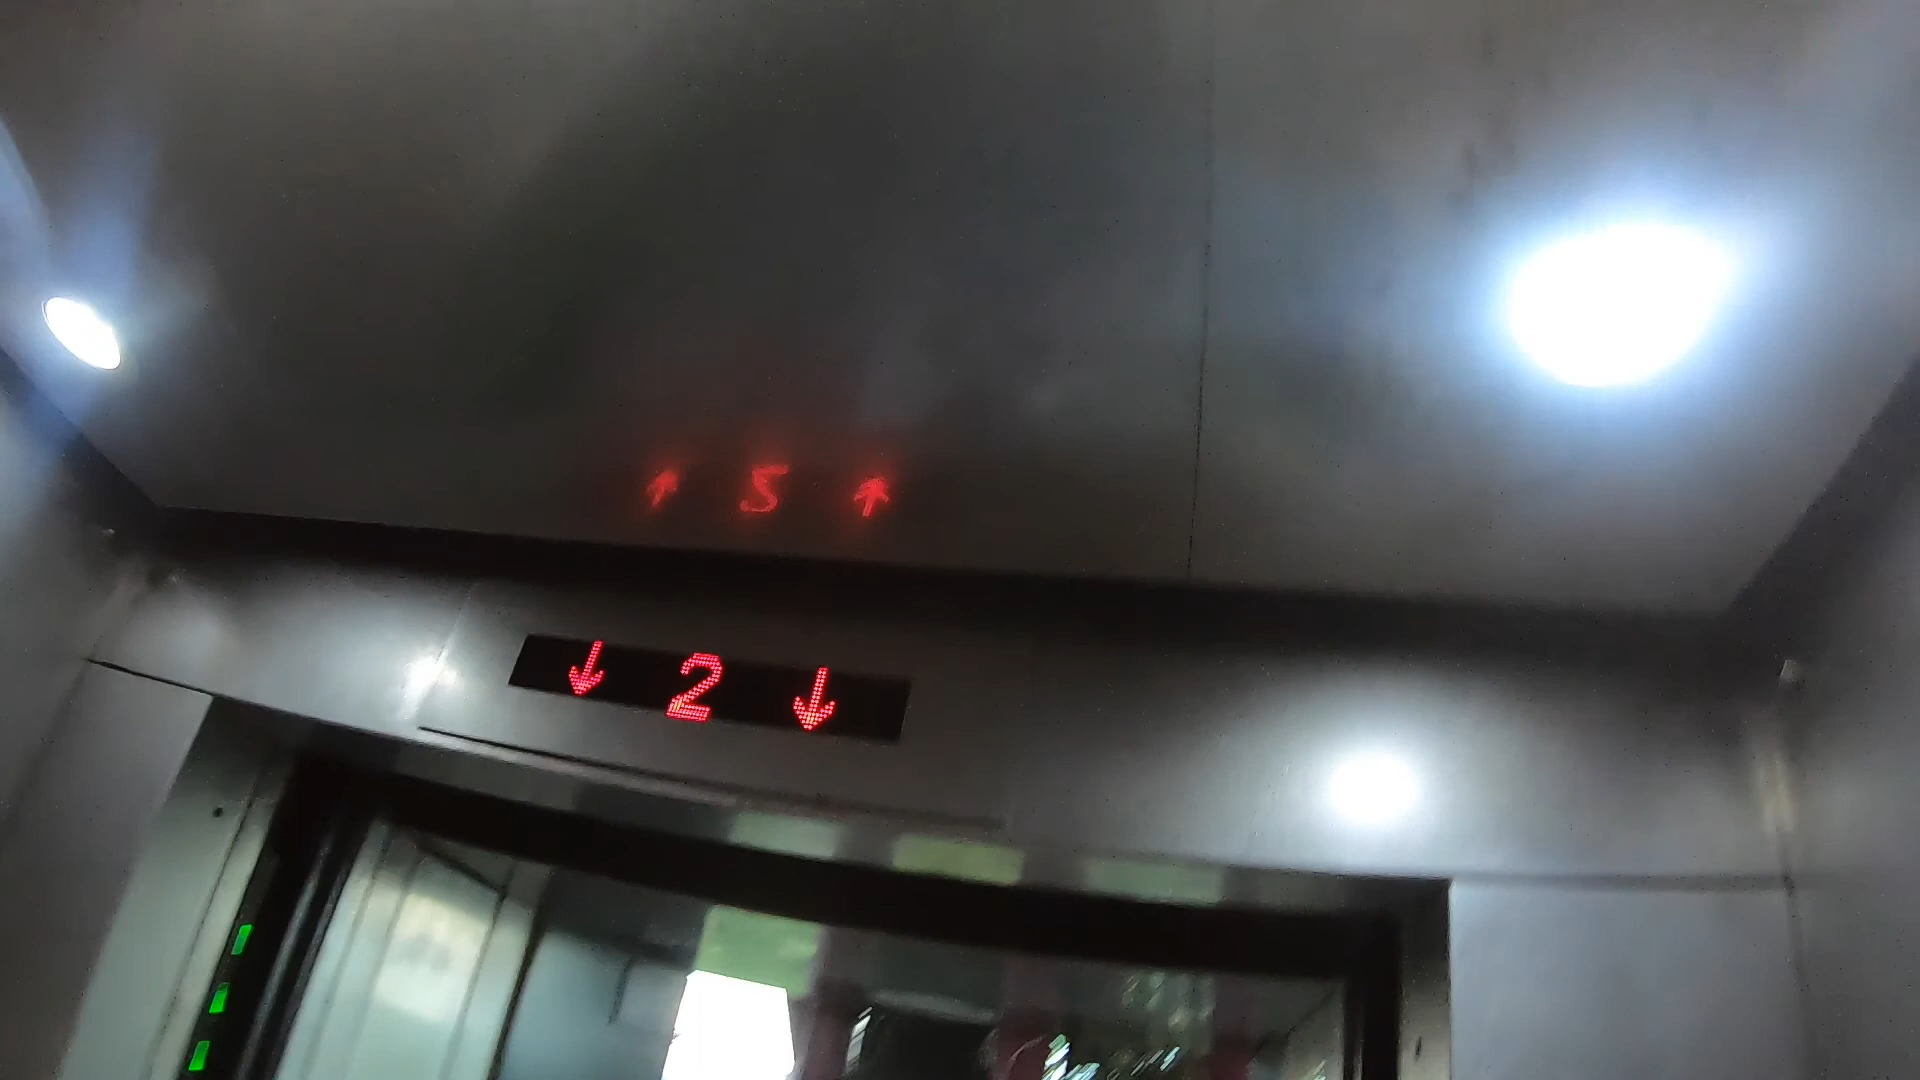 ↑ 5 ↑
↓ 2 ↓